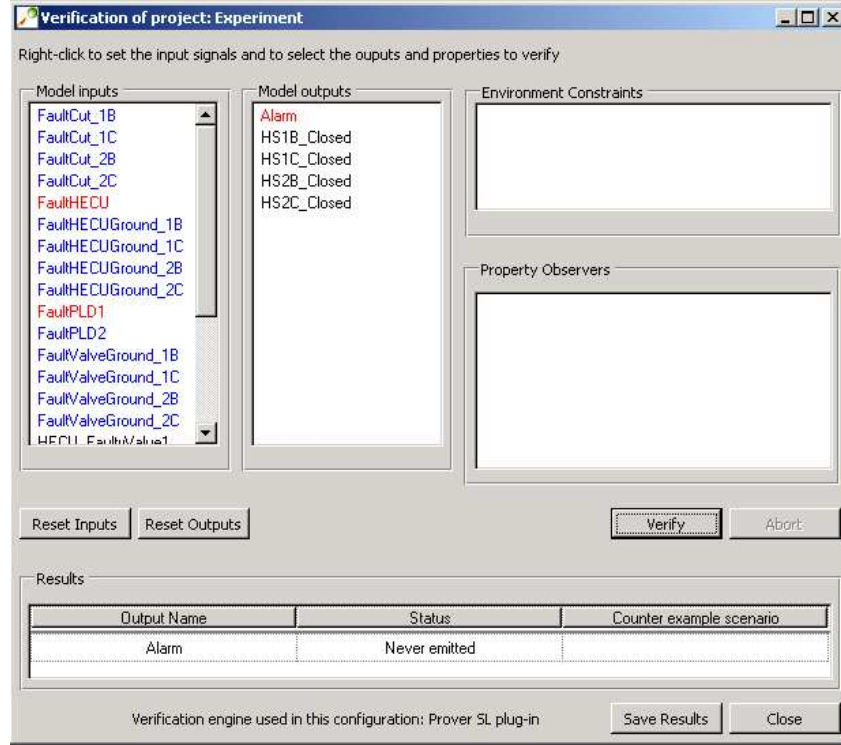 Verification of project: Experiment
Right-click to set the input signals and to select the ouputs and properties to verify
Model inputs
FaultCut_1B
FaultCut_1C
FaultCut_2B
FaultCut_2C
FaultHECU
FaultHECUGround_1B
FaultHECUGround_1C
FaultHECUGround_2B
FaultHECUGround_2C
FaultPLD1
FaultPLD2
FaultValveGround_1B
FaultValveGround_1C
FaultValveGround_2B
FaultValveGround_2C
Model outputs
Alarm
HS1B_Closed
HS1C_Closed
HS2B_Closed
HS2C_Closed
Environment Constraints
Property Observers
Reset Inputs Reset Outputs Verify Abort
Results
Output Name Status Counter example scenario
Alarm Never emitted
Verification engine used in this configuration: Prover SL plug-in Save Results Close